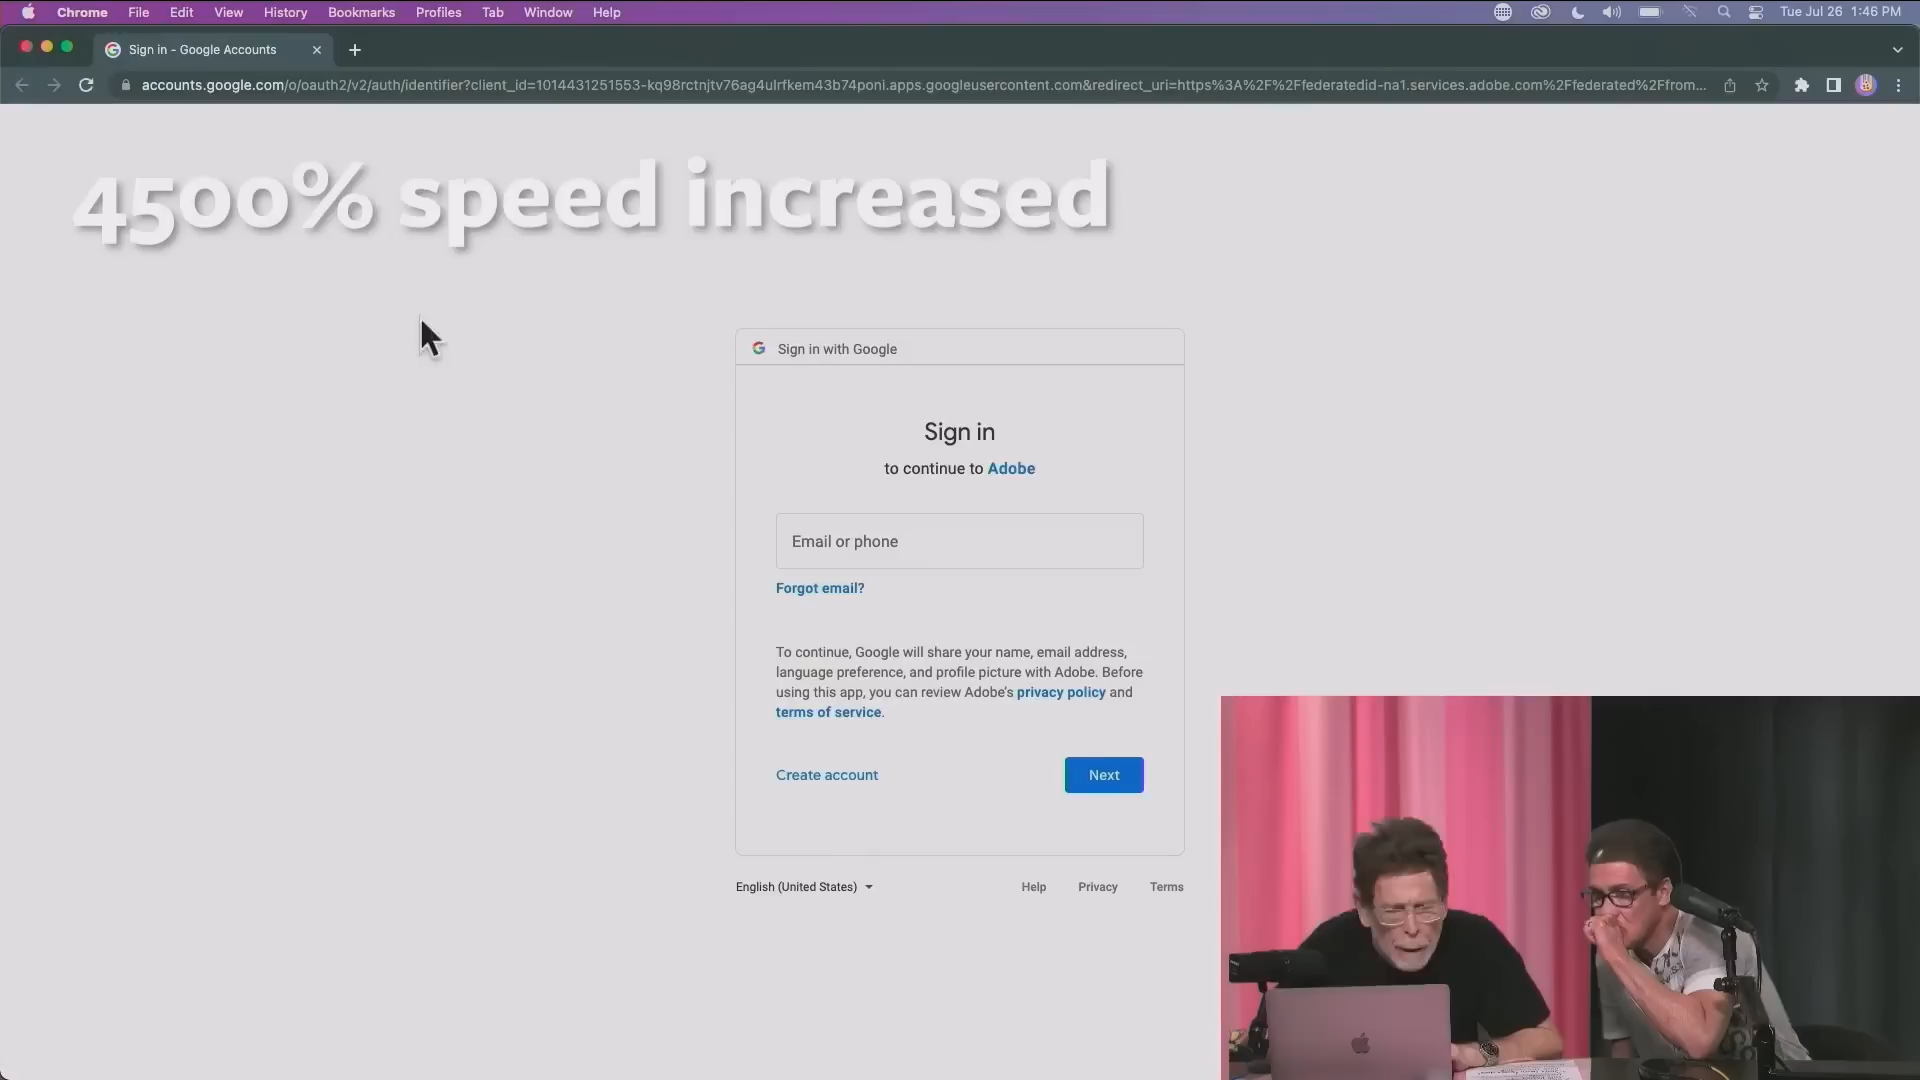 Chrome File Edit View History Bookmarks Profiles Tab Window Help Tue Jul 26 1:46 PM
Sign in - Google Accounts
accounts.google.com/o/oauth2/v2/auth/identifier?client_id=1014431251553-kq98rctnjtv76ag4ulrfkem43b74poni.apps.googleusercontent.com&redirect_uri=https%3A%2F%2Ffederatedid-na1.services.adobe.com%2Ffederated%2Ffrom...
4500% speed increased
Sign in with Google
Sign in
to continue to Adobe
Email or phone
Forgot email?
To continue, Google will share your name, email address,
language preference, and profile picture with Adobe. Before
using this app, you can review Adobe's privacy policy and
terms of service.
Create account Next
English (United States) Help Privacy Terms